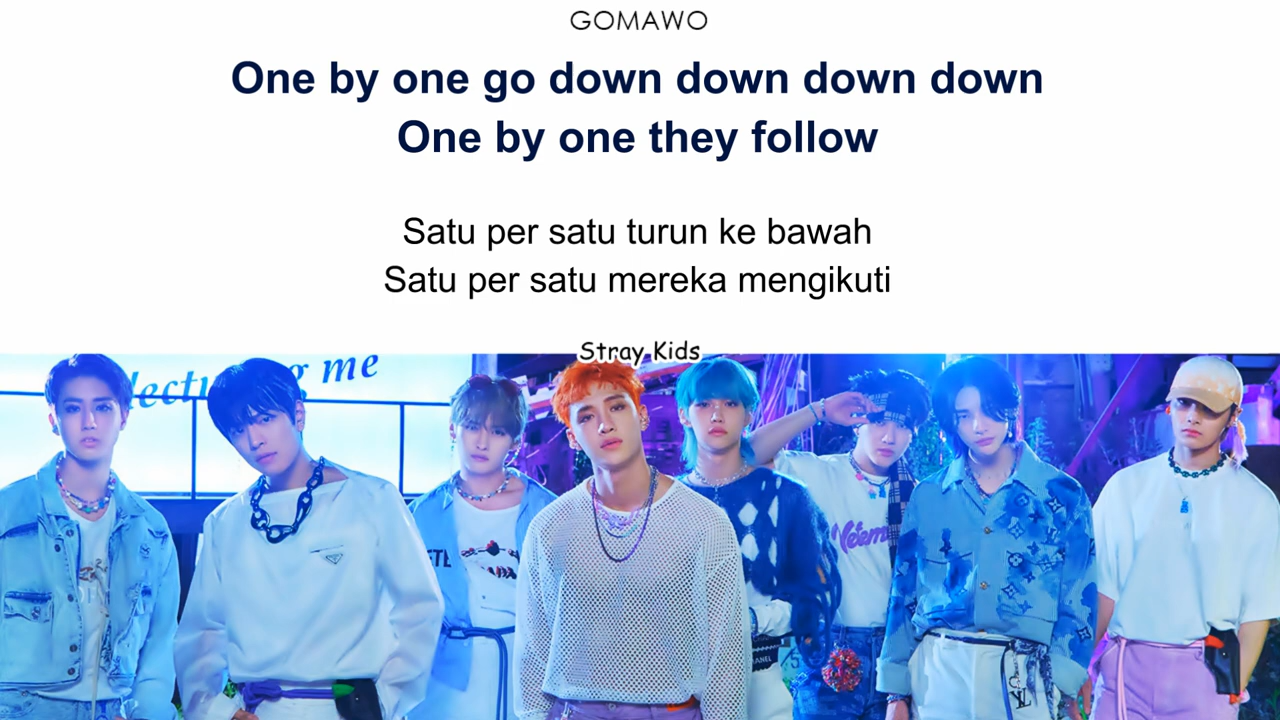 GOMAWO
One by one go down down down down
One by one they follow
Satu per satu turun ke bawah
Satu per satu mereka mengikuti
Stray Kids
me